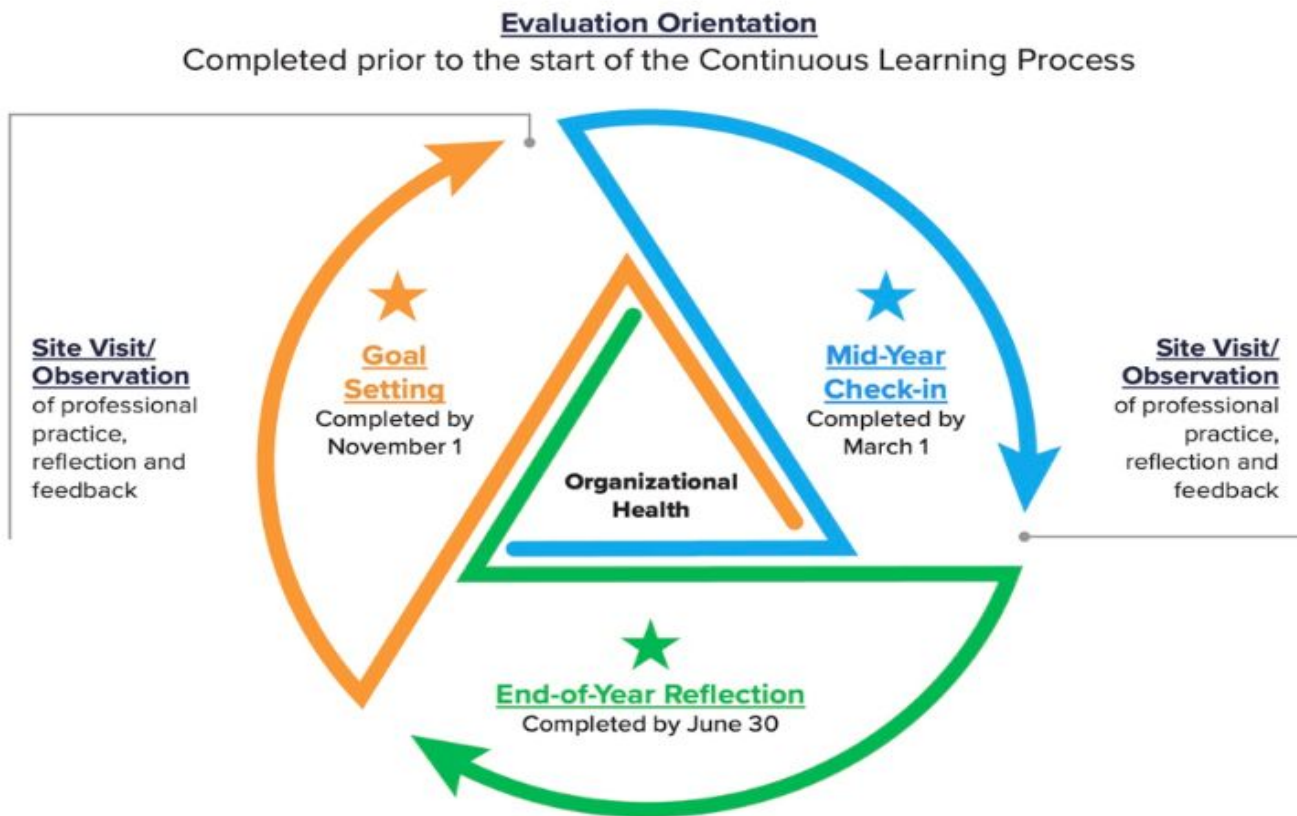 Evaluation Orientation
Completed prior to the start of the Continuous Learning Process
Site Visit/
Observation
of professional
practice,
reflection and
feedback
Goal
Setting
Completed by
November 1
Organizational
Health
Mid-Year
Check-in
Completed by
March 1
Site Visit/
Observation
of professional
practice,
reflection and
feedback
End-of-Year Reflection
Completed by June 30